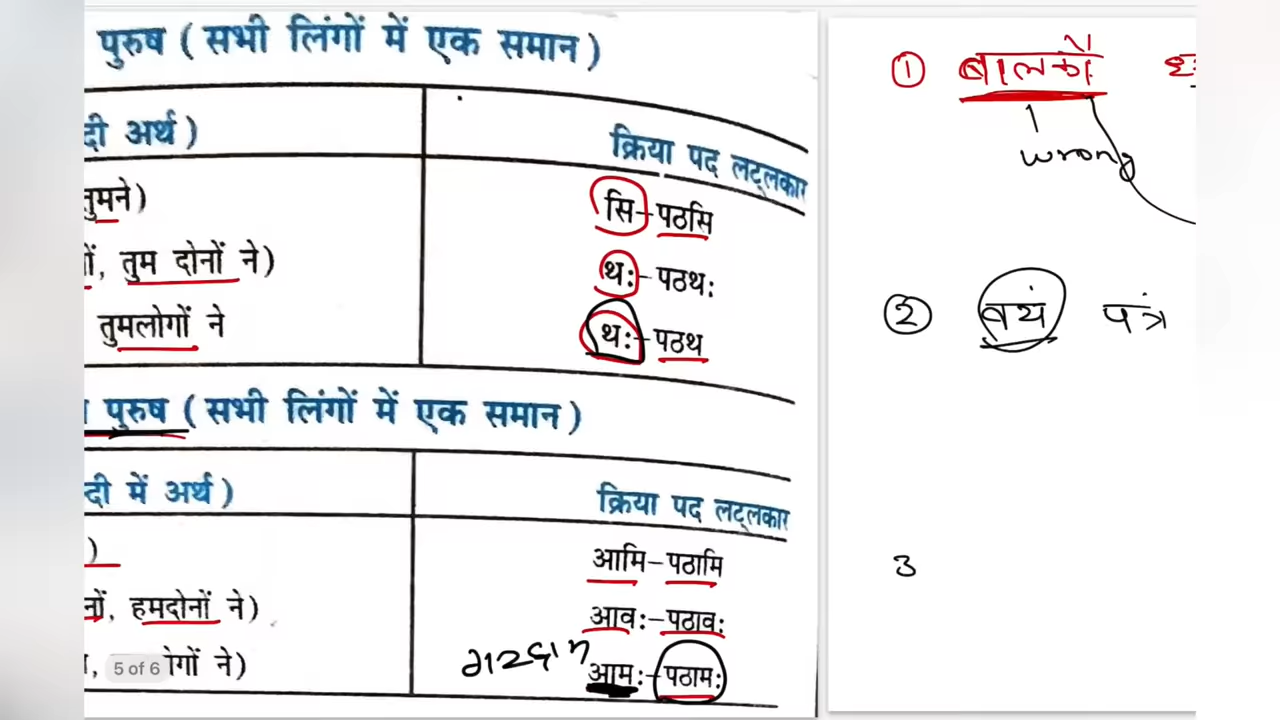 पुरुष ( सभी लिंगों में एक समान )
दी अर्थ )
क्रिया पद लट्लकार
तुमने)
सि-पठसि
ं, तुम दोनों ने)
थः-पठथः
तुमलोगों ने
थः-पठथ
पुरुष ( सभी लिंगों में एक समान )
दी में अर्थ )
क्रिया पद लट्लकार
)
आमि-पठामि
नों, हमदोनों ने)
आवः-पठावः
5 of 6
ोगों ने)
आमः-पठामः
① बालकौ
wrong
② वयं पत्र
3